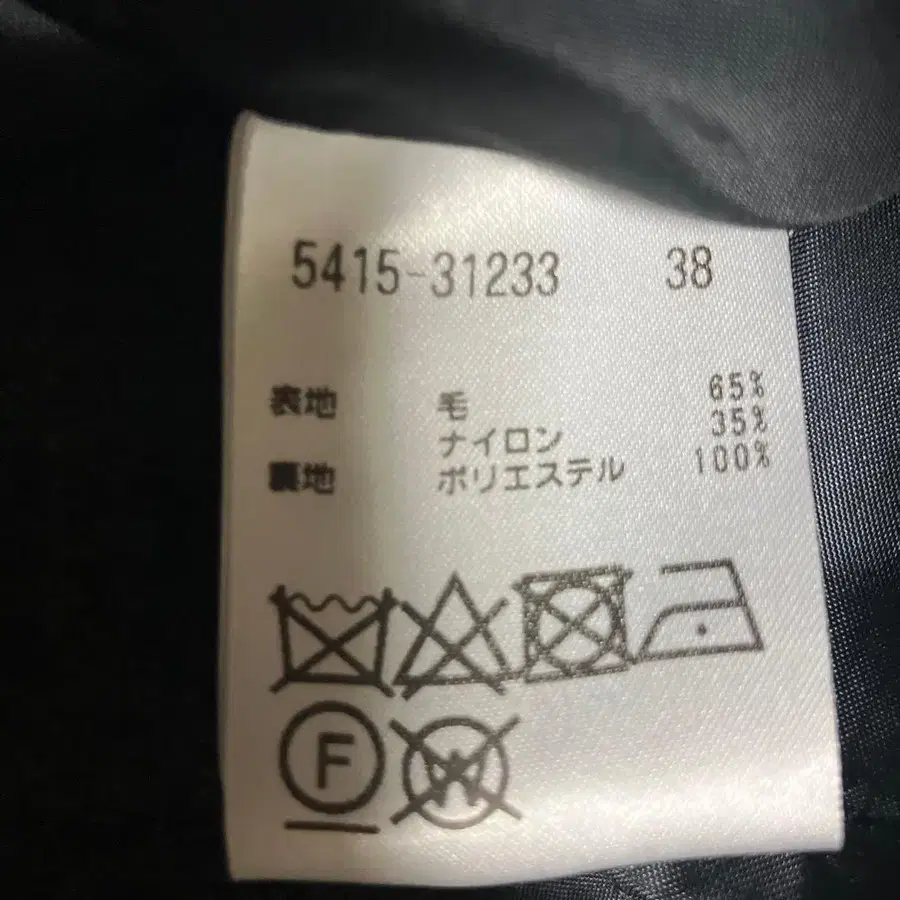 5415-31233 38
表地 毛 65%
ナイロン 35%
裏地 ポリエステル 100%
F W